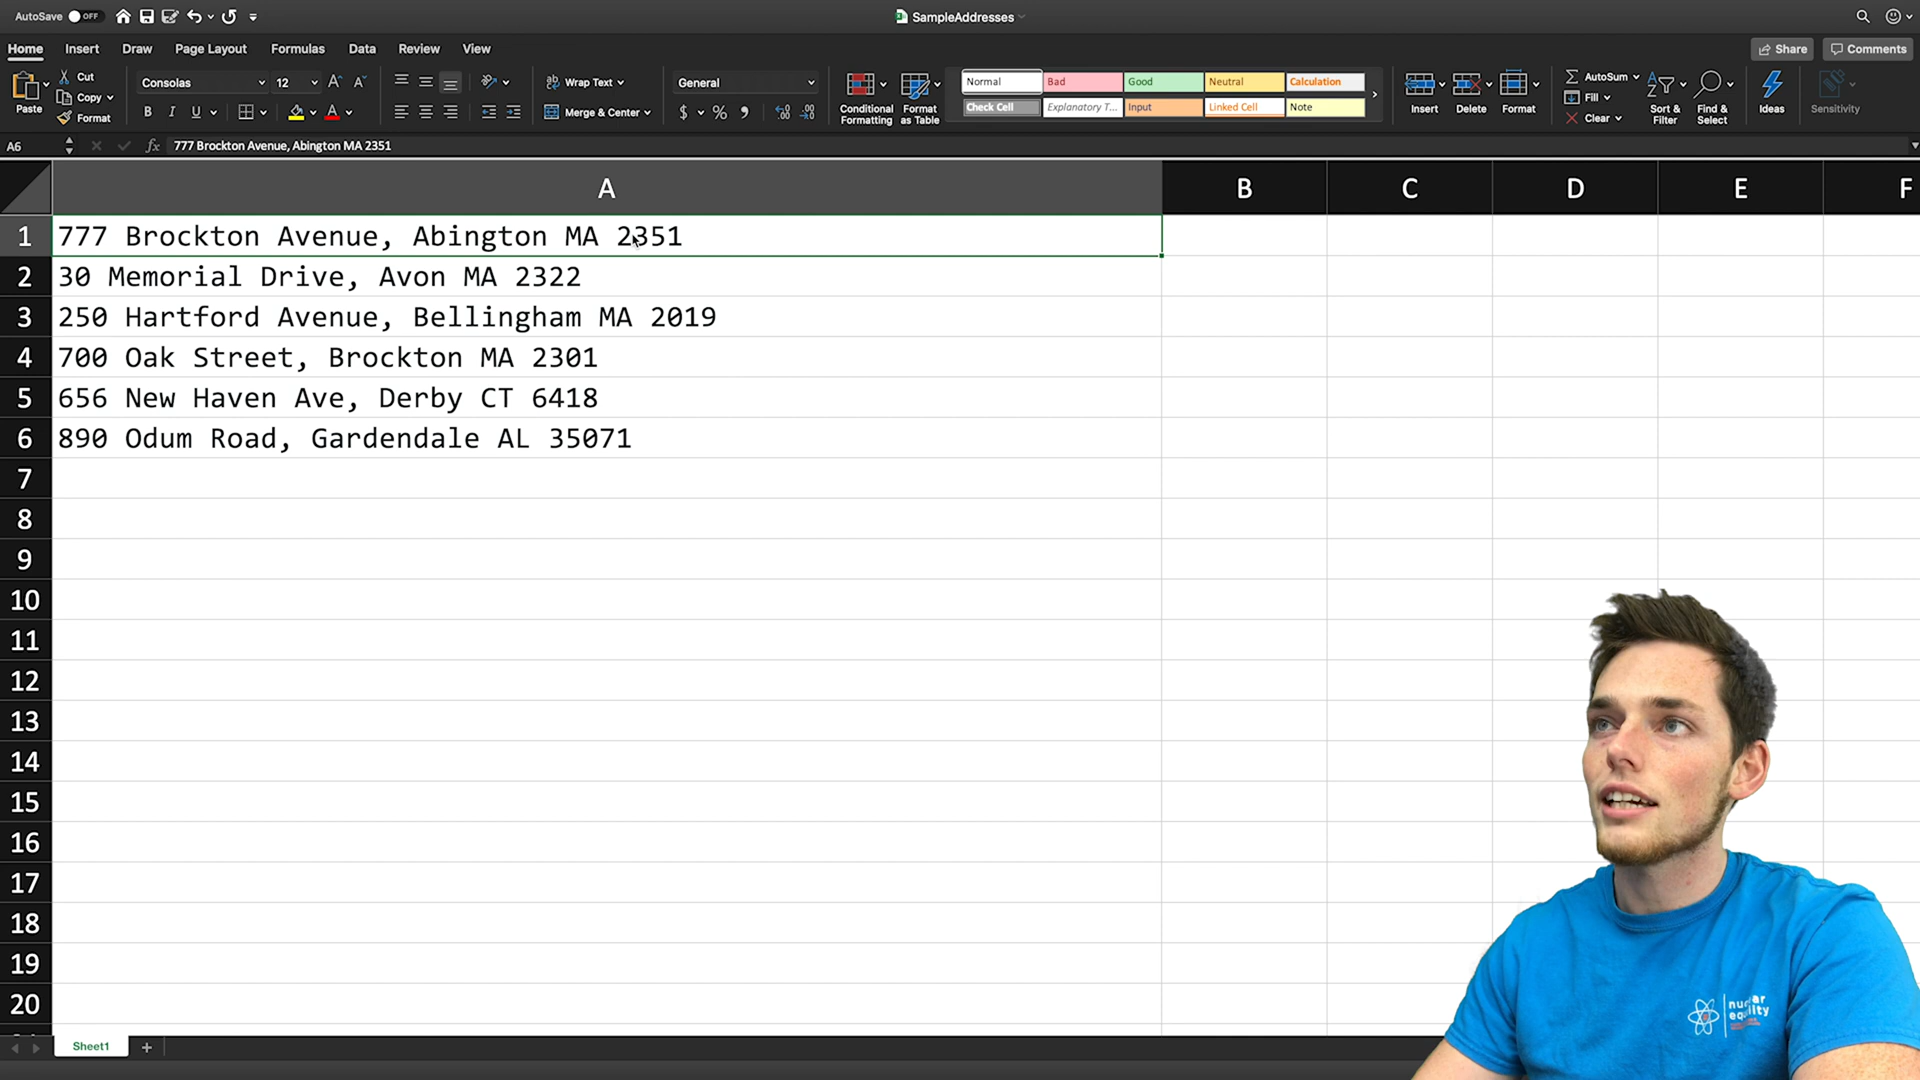 AutoSave OFF SampleAddresses
Home Insert Draw Page Layout Formulas Data Review View Share Comments
Paste Cut Copy Format
Consolas 12 Wrap Text General
B I U Merge & Center $ %
Conditional Formatting Format as Table
Normal Bad Good Neutral Calculation
Check Cell Explanatory T... Input Linked Cell Note
Insert Delete Format
AutoSum Fill Clear
Sort & Filter Find & Select Ideas Sensitivity
A6 fx 777 Brockton Avenue, Abington MA 2351
A B C D E F
1 777 Brockton Avenue, Abington MA 2351
2 30 Memorial Drive, Avon MA 2322
3 250 Hartford Avenue, Bellingham MA 2019
4 700 Oak Street, Brockton MA 2301
5 656 New Haven Ave, Derby CT 6418
6 890 Odum Road, Gardendale AL 35071
7
8
9
10
11
12
13
14
15
16
17
18
19
20
Sheet1